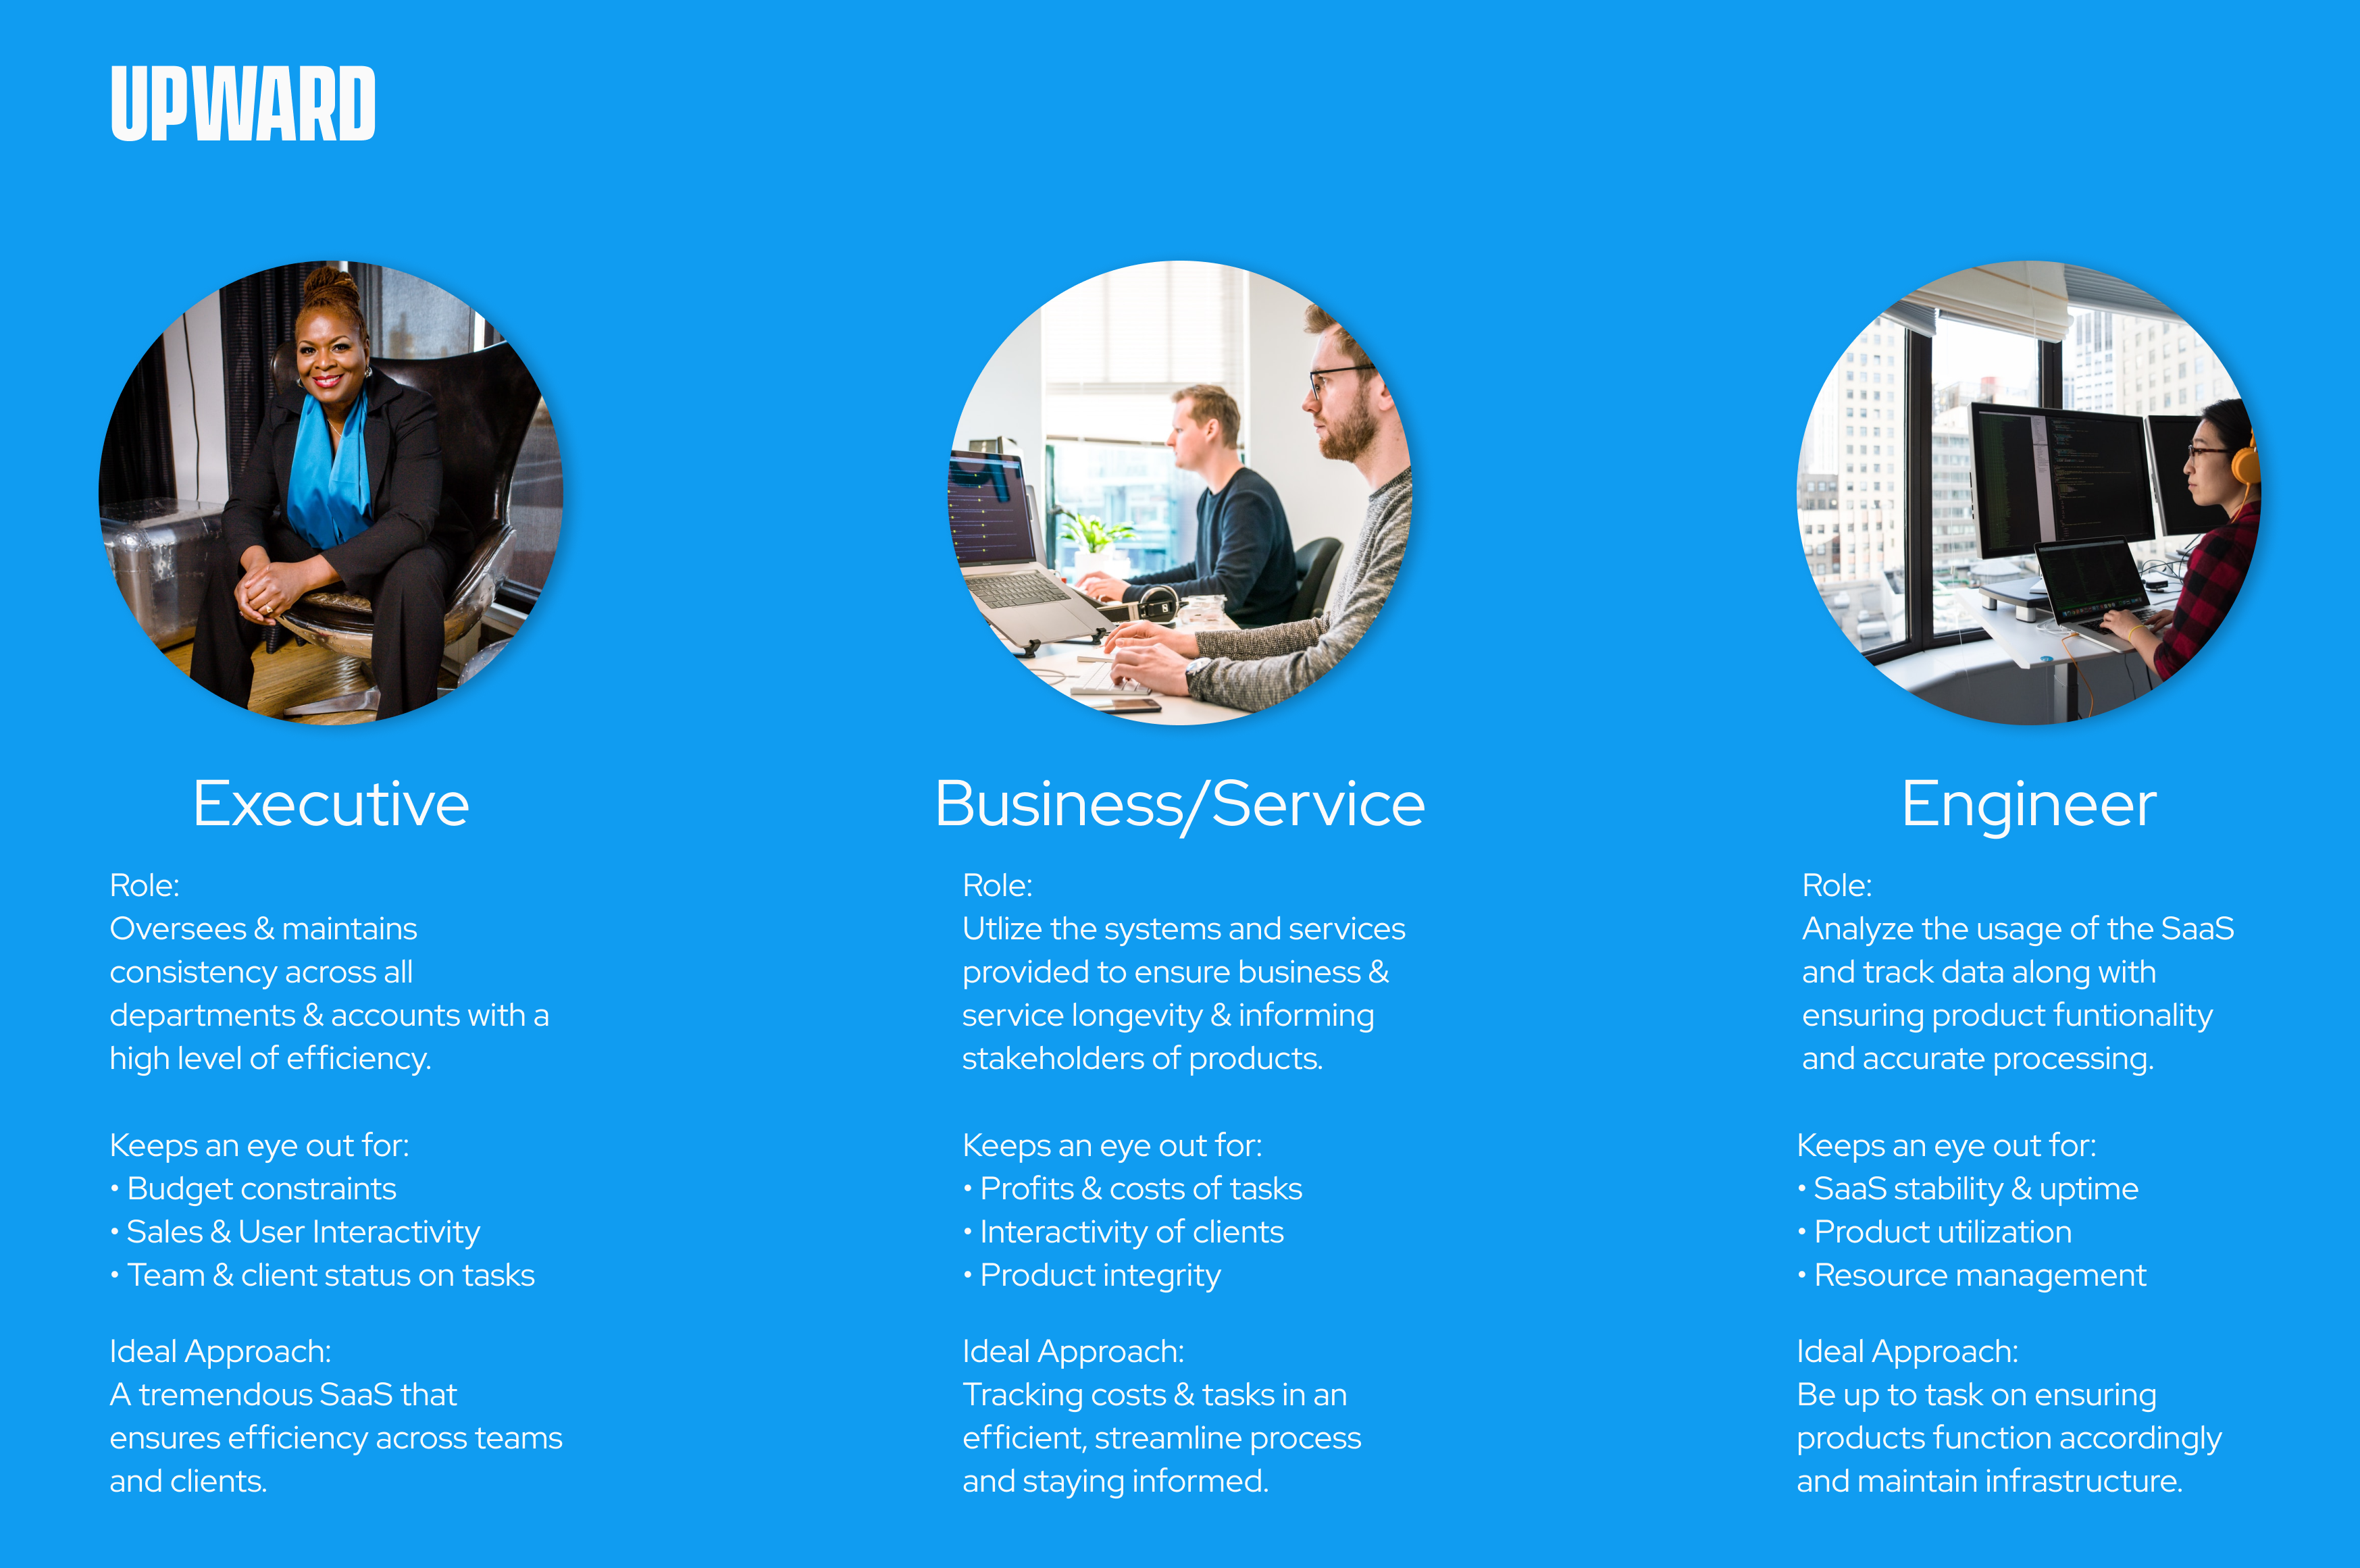 UPWARD
Executive
Role:
Oversees & maintains
consistency across all
departments & accounts with a
high level of efficiency.
Keeps an eye out for:
• Budget constraints
• Sales & User Interactivity
• Team & client status on tasks
Ideal Approach:
A tremendous SaaS that
ensures efficiency across teams
and clients.
Business/Service
Role:
Utlize the systems and services
provided to ensure business &
service longevity & informing
stakeholders of products.
Keeps an eye out for:
• Profits & costs of tasks
• Interactivity of clients
• Product integrity
Ideal Approach:
Tracking costs & tasks in an
efficient, streamline process
and staying informed.
Engineer
Role:
Analyze the usage of the SaaS
and track data along with
ensuring product funtionality
and accurate processing.
Keeps an eye out for:
• SaaS stability & uptime
• Product utilization
• Resource management
Ideal Approach:
Be up to task on ensuring
products function accordingly
and maintain infrastructure.